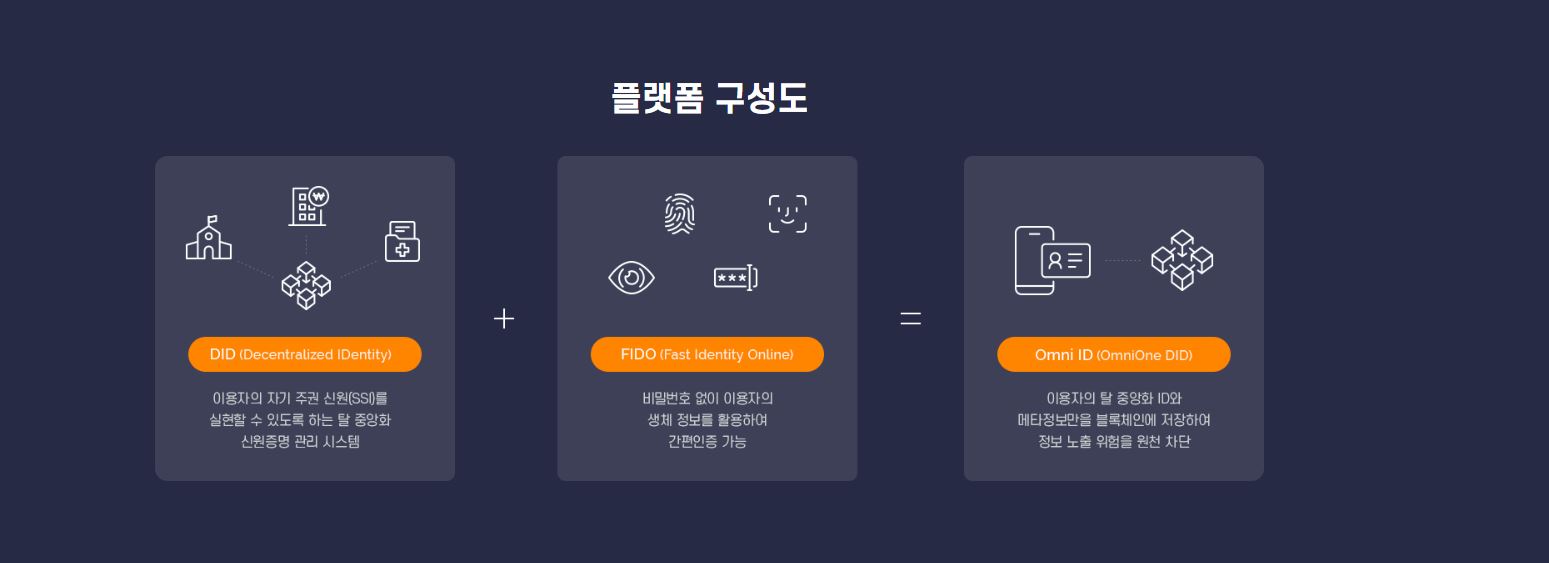 플랫폼 구성도
***
DID (Decentralized IDentity)
이용자의 자기 주권 신원(SSI)를
실현할 수 있도록 하는 탈 중앙화
신원증명 관리 시스템
FIDO (Fast Identity Online)
비밀번호 없이 이용자의
생체 정보를 활용하여
간편인증 가능
Omni ID (OmniOne DID)
이용자의 탈 중앙화 ID와
메타정보만을 블록체인에 저장하여
정보 노출 위험을 원천 차단